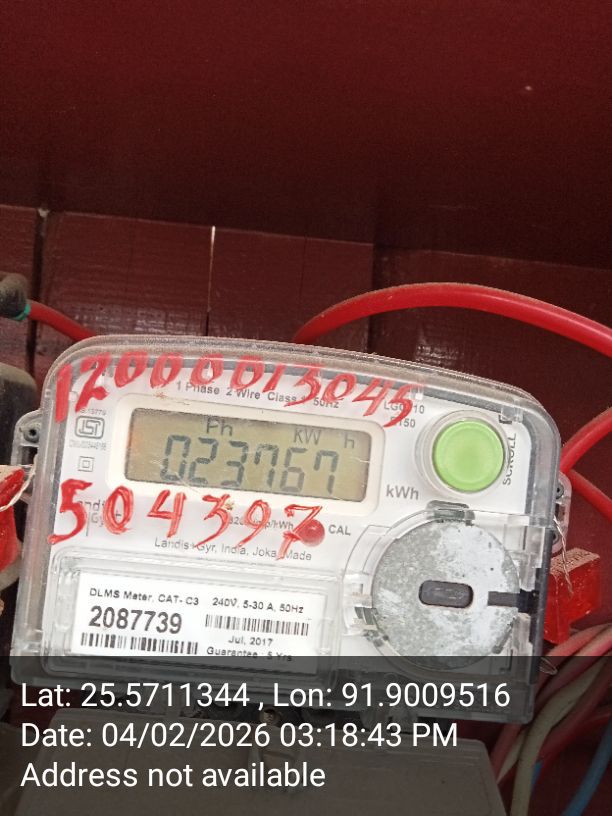 12000013045
1 Phase 2 Wire Class 1 50Hz
Ph kW h
023767
kWh
SCROLL
504397
CAL
Landis+Gyr, India, Joka, Made
DLMS Meter, CAT- C3 240V, 5-30 A, 50Hz
2087739
Jul, 2017
Guarantee : 5 Yrs
Lat: 25.5711344 , Lon: 91.9009516
Date: 04/02/2026 03:18:43 PM
Address not available